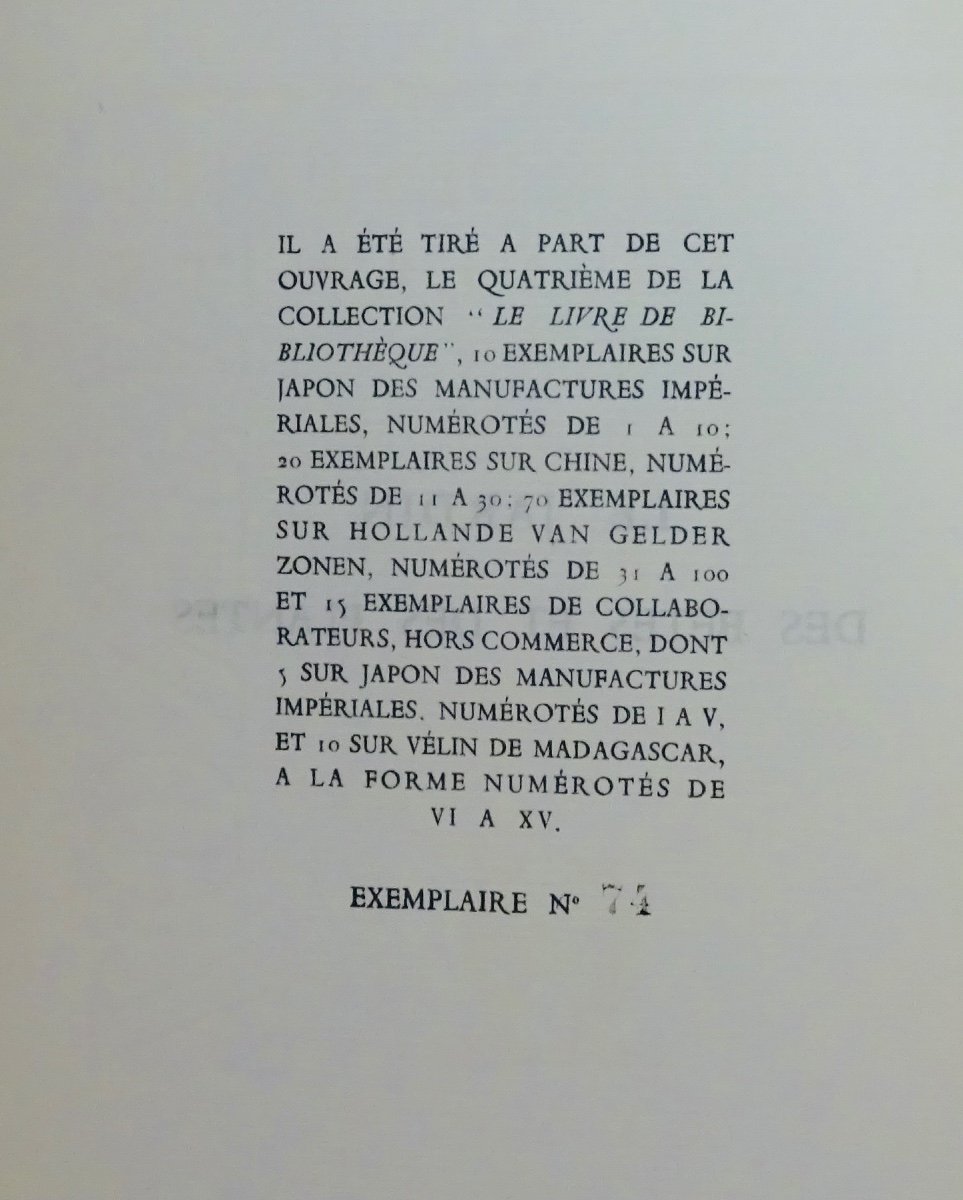 IL A ÉTÉ TIRÉ A PART DE CET
OUVRAGE, LE QUATRIÈME DE LA
COLLECTION “LE LIVRE DE BI-
BLIOTHÈQUE”, 10 EXEMPLAIRES SUR
JAPON DES MANUFACTURES IMPÉ-
RIALES, NUMÉROTÉS DE 1 A 10;
20 EXEMPLAIRES SUR CHINE, NUMÉ-
ROTÉS DE 11 A 30; 70 EXEMPLAIRES
SUR HOLLANDE VAN GELDER
ZONEN, NUMÉROTÉS DE 31 A 100
ET 15 EXEMPLAIRES DE COLLABO-
RATEURS, HORS COMMERCE, DONT
5 SUR JAPON DES MANUFACTURES
IMPÉRIALES. NUMÉROTÉS DE I A V,
ET 10 SUR VÉLIN DE MADAGASCAR,
A LA FORME NUMÉROTÉS DE
VI A XV.
EXEMPLAIRE Nº 74